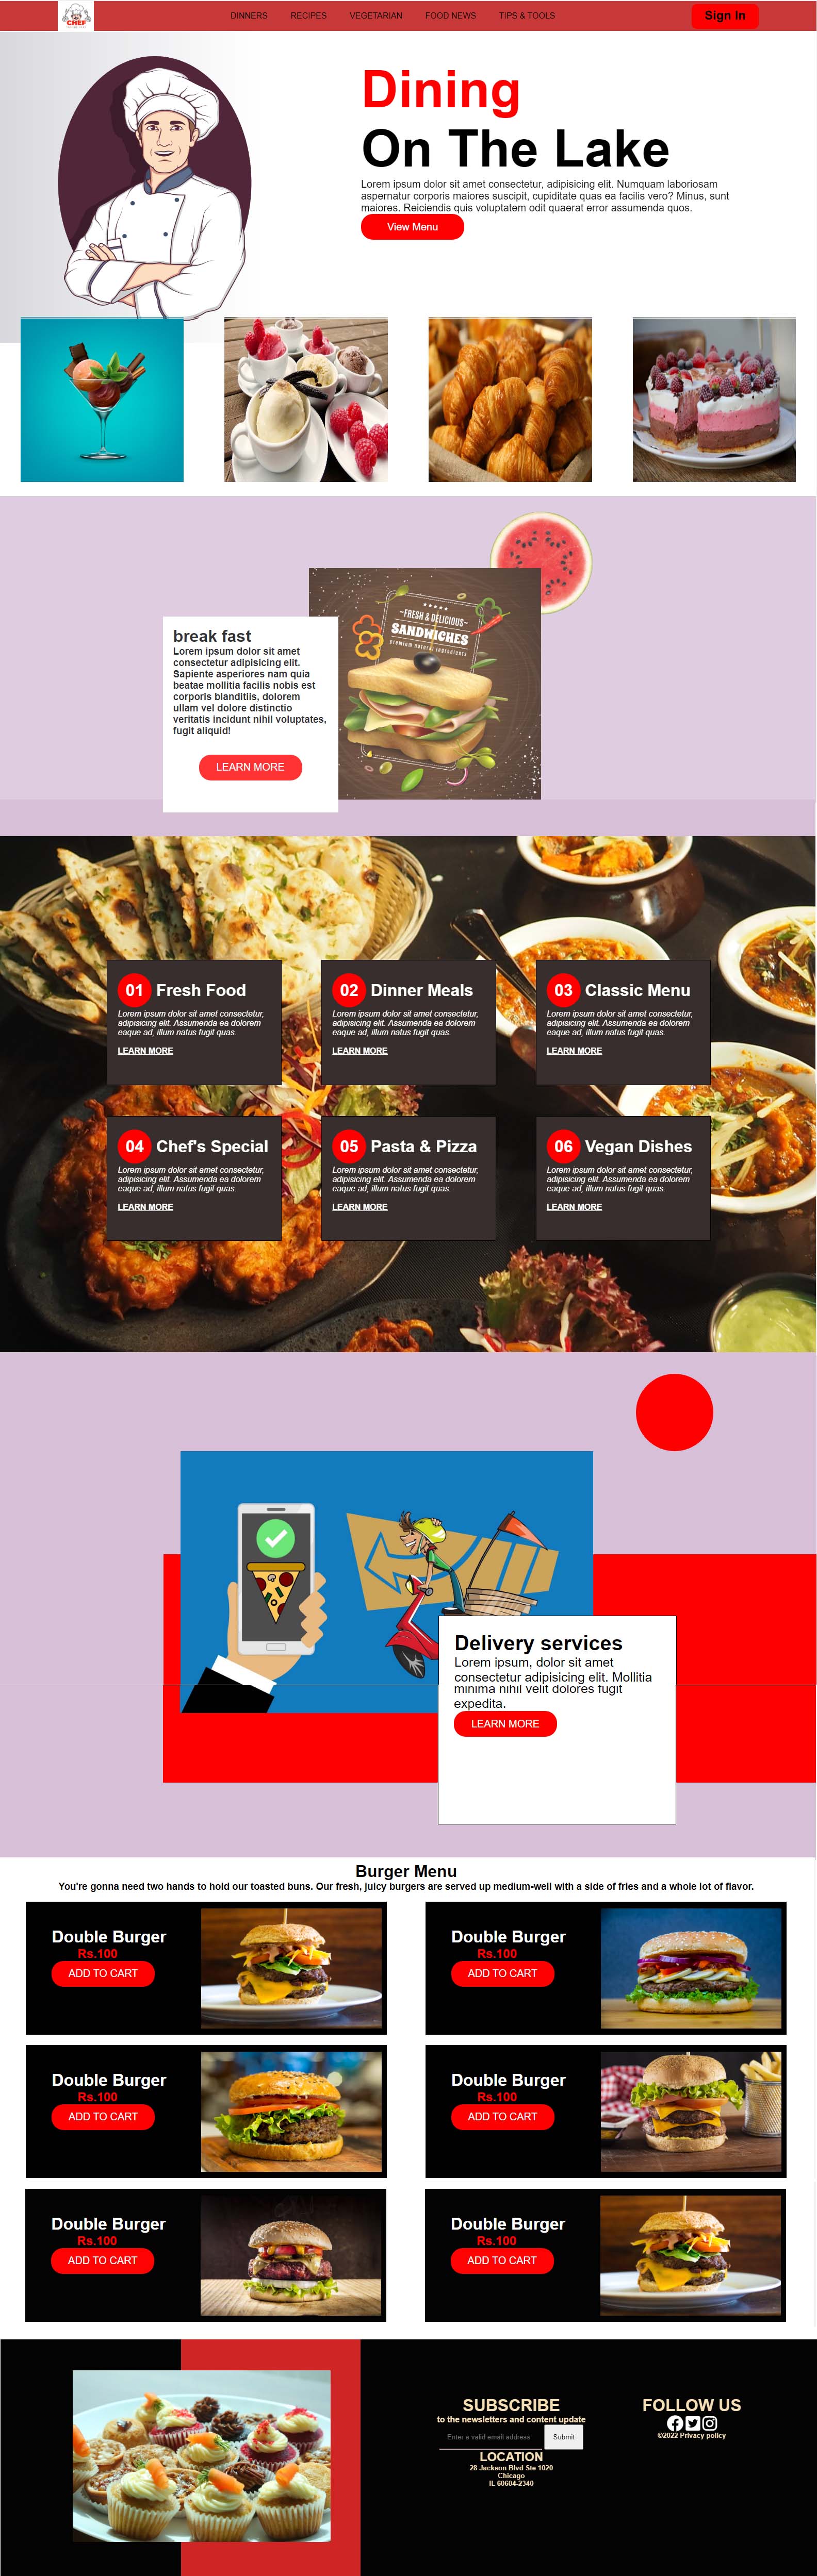 CHEF
DINNERS RECIPES VEGETARIAN FOOD NEWS TIPS & TOOLS
Sign In
Dining
On The Lake
Lorem ipsum dolor sit amet consectetur, adipisicing elit. Numquam laboriosam
aspernatur corporis maiores suscipit, cupiditate quas ea facilis vero? Minus, sunt
maiores. Reiciendis quis voluptatem odit quaerat error assumenda quos.
View Menu
~FRESH & DELICIOUS~
SANDWICHES
premium natural ingredients
break fast
Lorem ipsum dolor sit amet
consectetur adipisicing elit.
Sapiente asperiores nam quia
beatae mollitia facilis nobis est
corporis blanditiis, dolorem
ullam vel dolore distinctio
veritatis incidunt nihil voluptates,
fugit aliquid!
LEARN MORE
01 Fresh Food
Lorem ipsum dolor sit amet consectetur,
adipisicing elit. Assumenda ea dolorem
eaque ad, illum natus fugit quas.
LEARN MORE
02 Dinner Meals
Lorem ipsum dolor sit amet consectetur,
adipisicing elit. Assumenda ea dolorem
eaque ad, illum natus fugit quas.
LEARN MORE
03 Classic Menu
Lorem ipsum dolor sit amet consectetur,
adipisicing elit. Assumenda ea dolorem
eaque ad, illum natus fugit quas.
LEARN MORE
04 Chef's Special
Lorem ipsum dolor sit amet consectetur,
adipisicing elit. Assumenda ea dolorem
eaque ad, illum natus fugit quas.
LEARN MORE
05 Pasta & Pizza
Lorem ipsum dolor sit amet consectetur,
adipisicing elit. Assumenda ea dolorem
eaque ad, illum natus fugit quas.
LEARN MORE
06 Vegan Dishes
Lorem ipsum dolor sit amet consectetur,
adipisicing elit. Assumenda ea dolorem
eaque ad, illum natus fugit quas.
LEARN MORE
Delivery services
Lorem ipsum, dolor sit amet
consectetur adipisicing elit. Mollitia
minima nihil velit dolores fugit
expedita.
LEARN MORE
Burger Menu
You're gonna need two hands to hold our toasted buns. Our fresh, juicy burgers are served up medium-well with a side of fries and a whole lot of flavor.
Double Burger
Rs.100
ADD TO CART
Double Burger
Rs.100
ADD TO CART
Double Burger
Rs.100
ADD TO CART
Double Burger
Rs.100
ADD TO CART
Double Burger
Rs.100
ADD TO CART
Double Burger
Rs.100
ADD TO CART
SUBSCRIBE
to the newsletters and content update
Enter a valid email address Submit
LOCATION
28 Jackson Blvd Ste 1020
Chicago
IL 60604-2340
FOLLOW US
©2022 Privacy policy